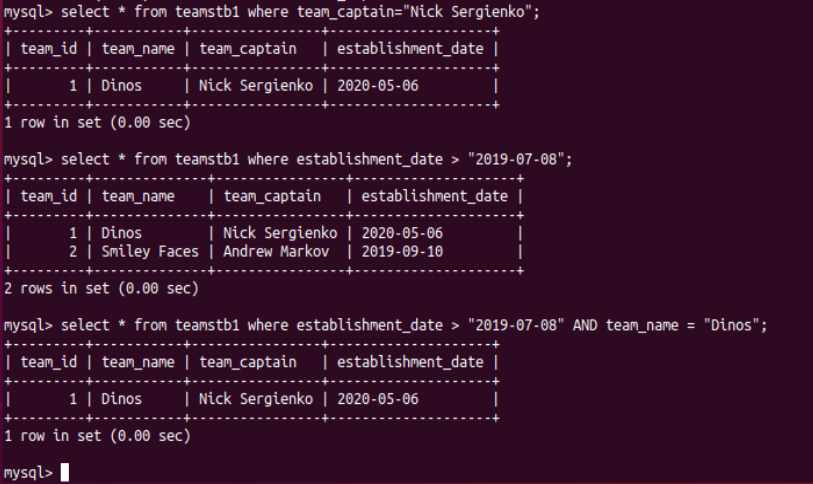 mysql> select * from teamstb1 where team_captain="Nick Sergienko";
+---------+-----------+----------------+--------------------+
| team_id | team_name | team_captain   | establishment_date |
+---------+-----------+----------------+--------------------+
|       1 | Dinos     | Nick Sergienko | 2020-05-06         |
+---------+-----------+----------------+--------------------+
1 row in set (0.00 sec)

mysql> select * from teamstb1 where establishment_date > "2019-07-08";
+---------+--------------+----------------+--------------------+
| team_id | team_name    | team_captain   | establishment_date |
+---------+--------------+----------------+--------------------+
|       1 | Dinos        | Nick Sergienko | 2020-05-06         |
|       2 | Smiley Faces | Andrew Markov  | 2019-09-10         |
+---------+--------------+----------------+--------------------+
2 rows in set (0.00 sec)

mysql> select * from teamstb1 where establishment_date > "2019-07-08" AND team_name = "Dinos";
+---------+-----------+----------------+--------------------+
| team_id | team_name | team_captain   | establishment_date |
+---------+-----------+----------------+--------------------+
|       1 | Dinos     | Nick Sergienko | 2020-05-06         |
+---------+-----------+----------------+--------------------+
1 row in set (0.00 sec)

mysql>